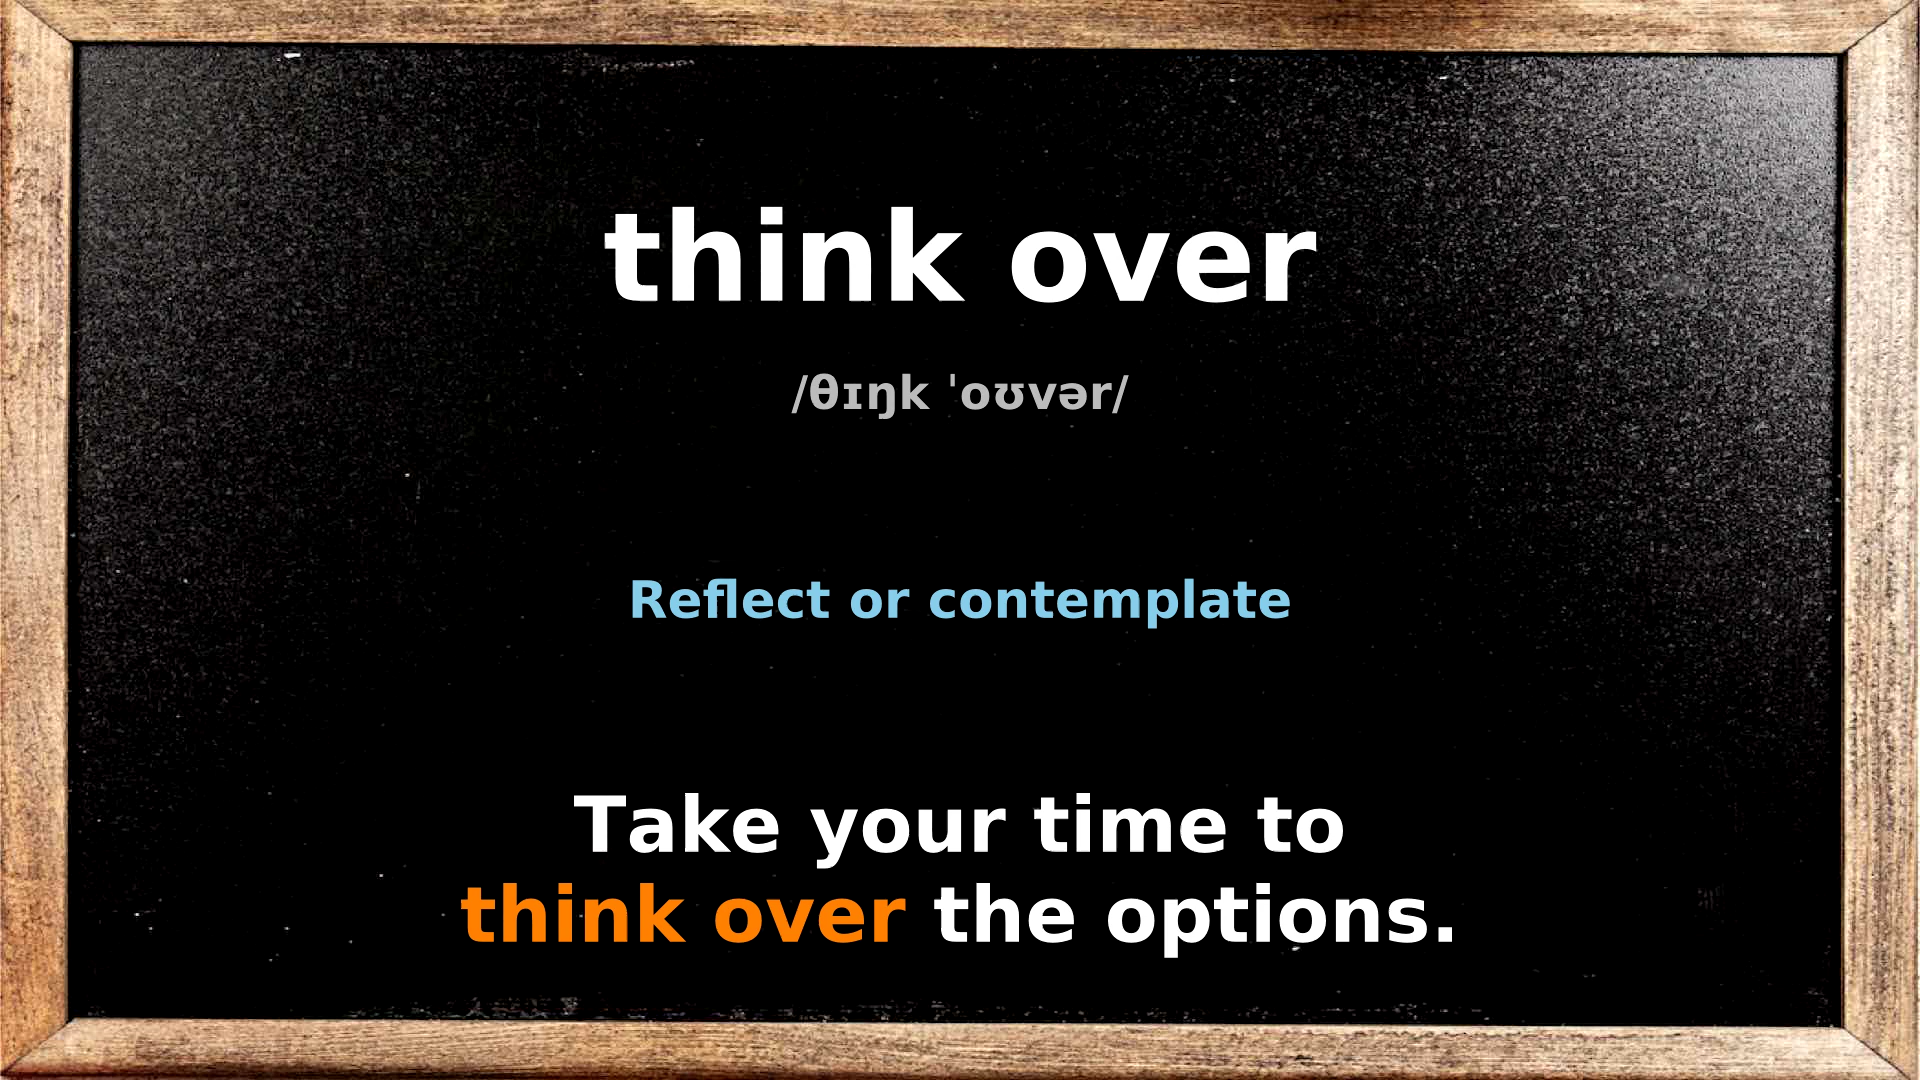 think over
/θɪŋk ˈoʊvər/
Reflect or contemplate
Take your time to
think over the options.